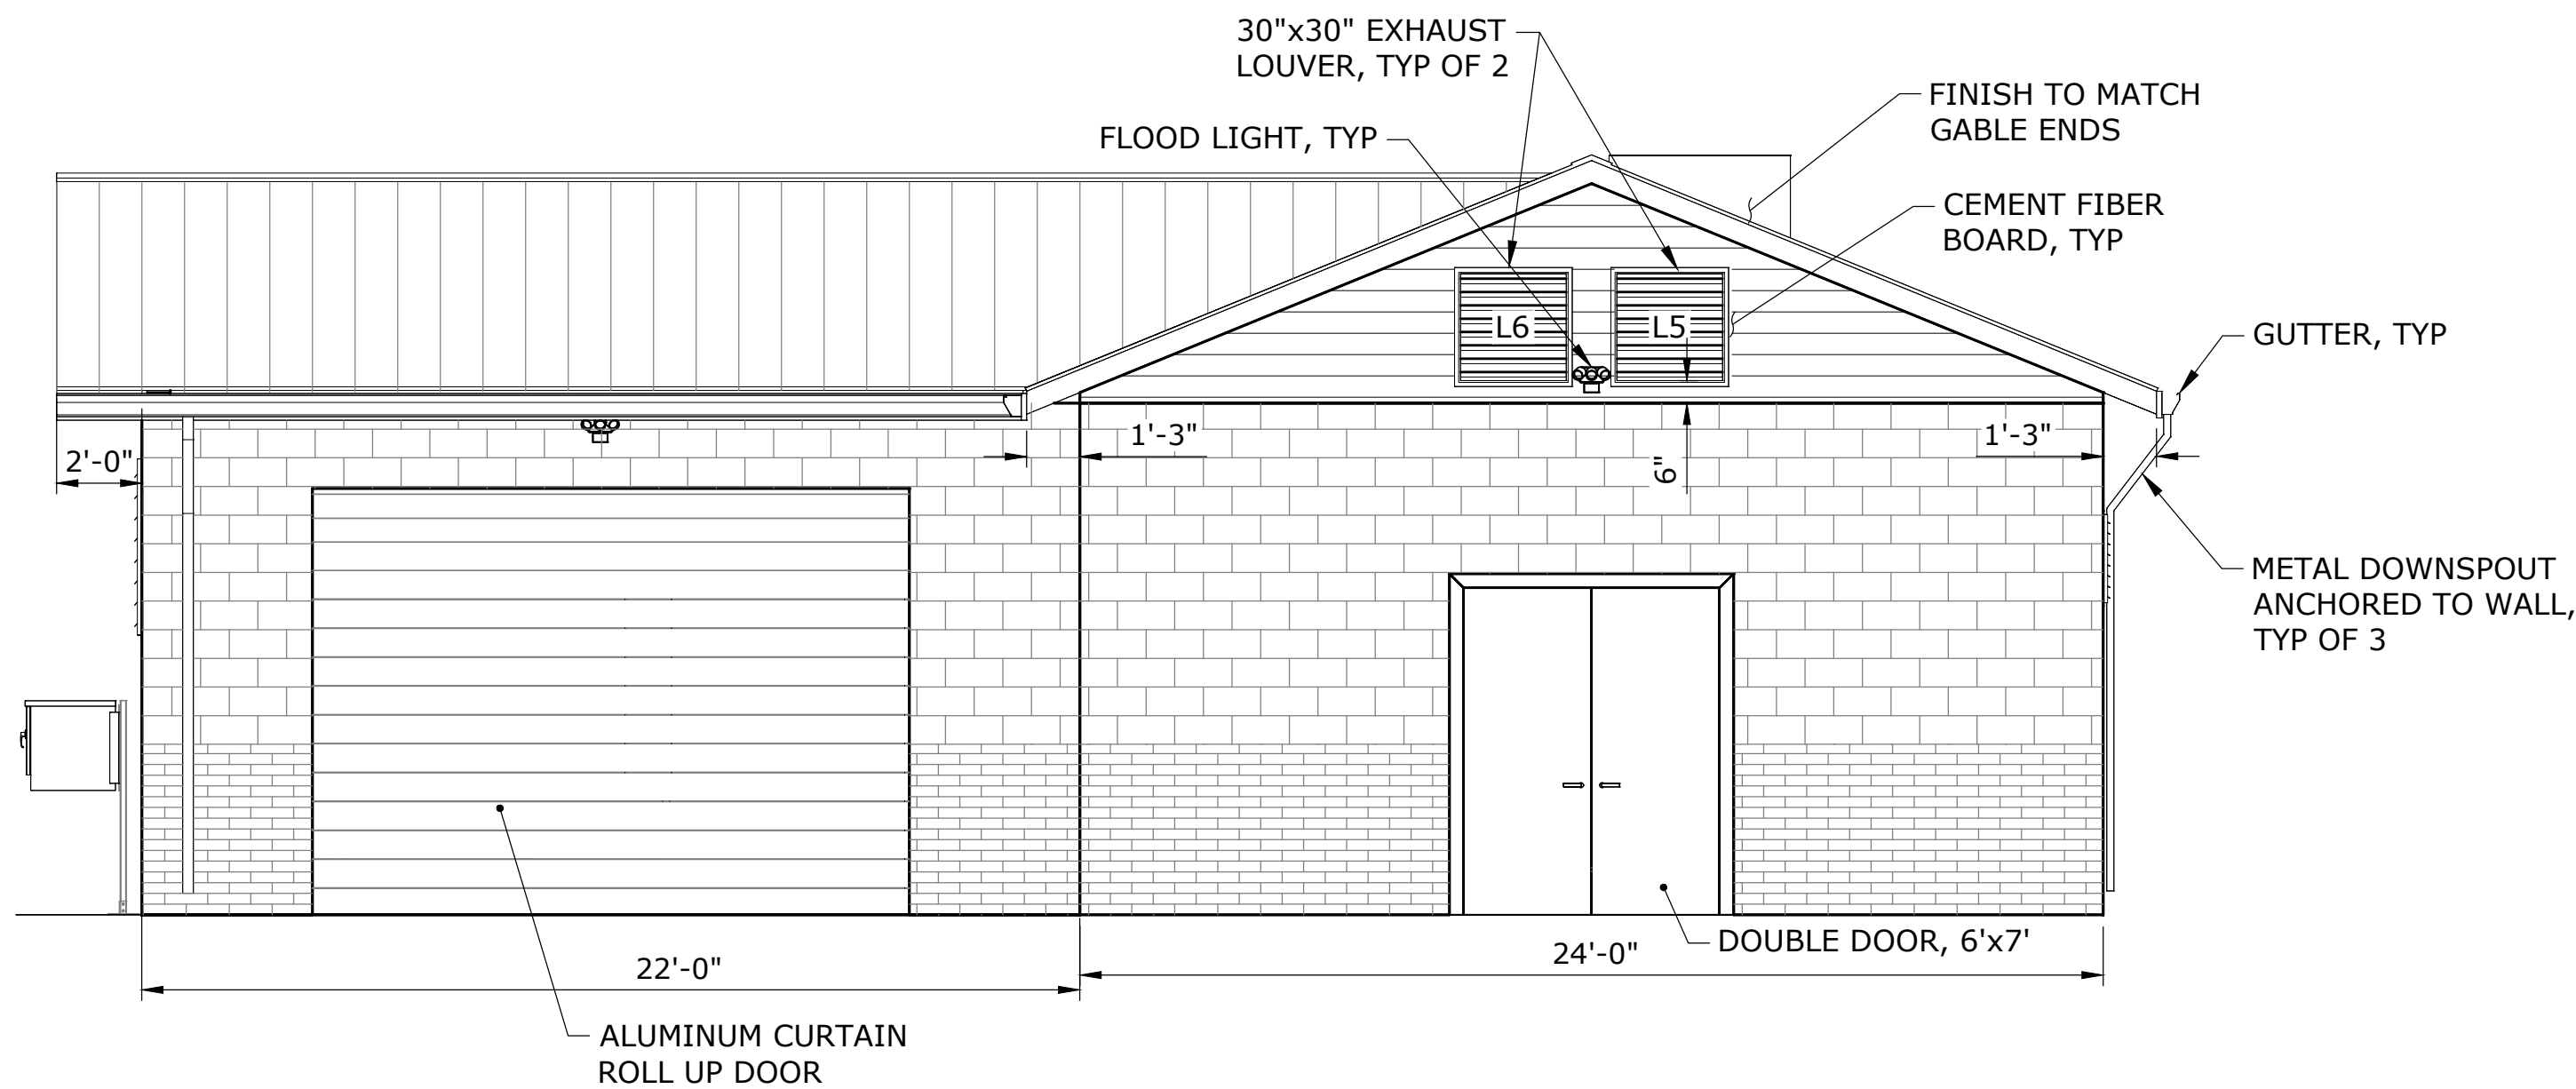 30"x30" EXHAUST
LOUVER, TYP OF 2
FINISH TO MATCH
GABLE ENDS
FLOOD LIGHT, TYP
CEMENT FIBER
BOARD, TYP
L6
L5
GUTTER, TYP
2'-0"
1'-3"
1'-3"
6"
METAL DOWNSPOUT
ANCHORED TO WALL,
TYP OF 3
DOUBLE DOOR, 6'x7'
22'-0"
24'-0"
ALUMINUM CURTAIN
ROLL UP DOOR